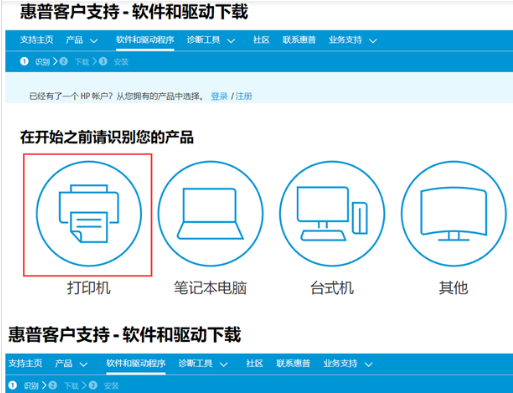 惠普客户支持 - 软件和驱动下载
支持主页 产品 软件和驱动程序 诊断工具 社区 联系惠普 业务支持
1 识别 > 2 下载 > 3 安装
已经有了一个 HP 帐户? 从您拥有的产品中选择。 登录 / 注册
在开始之前请识别您的产品
打印机 笔记本电脑 台式机 其他
惠普客户支持 - 软件和驱动下载
支持主页 产品 软件和驱动程序 诊断工具 社区 联系惠普 业务支持
1 识别 > 2 下载 > 3 安装